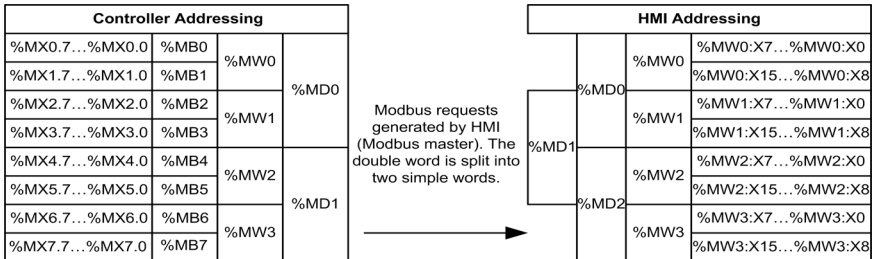 Controller Addressing
%MX0.7...%MX0.0 %MB0
%MX1.7...%MX1.0 %MB1
%MX2.7...%MX2.0 %MB2
%MX3.7...%MX3.0 %MB3
%MX4.7...%MX4.0 %MB4
%MX5.7...%MX5.0 %MB5
%MX6.7...%MX6.0 %MB6
%MX7.7...%MX7.0 %MB7
%MW0
%MW1
%MW2
%MW3
%MD0
%MD1
Modbus requests
generated by HMI
(Modbus master). The
double word is split into
two simple words.
HMI Addressing
%MD1
%MD0
%MD2
%MW0
%MW1
%MW2
%MW3
%MW0:X7...%MW0:X0
%MW0:X15...%MW0:X8
%MW1:X7...%MW1:X0
%MW1:X15...%MW1:X8
%MW2:X7...%MW2:X0
%MW2:X15...%MW2:X8
%MW3:X7...%MW3:X0
%MW3:X15...%MW3:X8